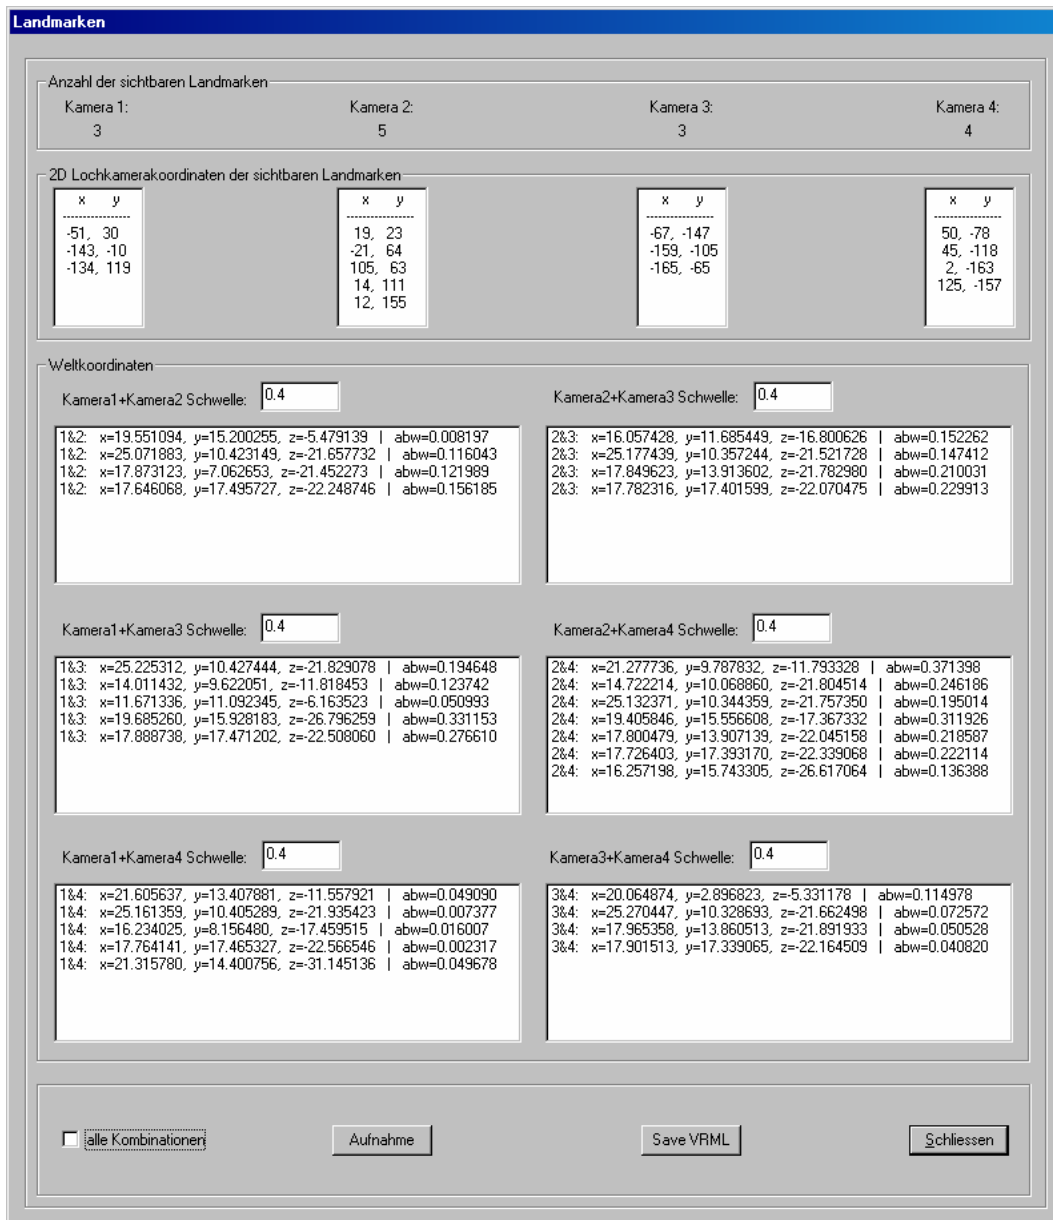 Landmarken
Anzahl der sichtbaren Landmarken
Kamera 1: Kamera 2: Kamera 3: Kamera 4:
3 5 3 4
2D Lochkamerakoordinaten der sichtbaren Landmarken
x y
-51, 30
-143, -10
-134, 119
x y
19, 23
-21, 64
105, 63
14, 111
12, 155
x y
-67, -147
-159, -105
-165, -65
x y
50, -78
45, -118
2, -163
125, -157
Weltkoordinaten
Kamera1+Kamera2 Schwelle: 0.4
1&2: x=19.551094, y=15.200255, z=-5.479139 | abw=0.008197
1&2: x=25.071883, y=10.423149, z=-21.657732 | abw=0.116043
1&2: x=17.873123, y=7.062653, z=-21.452273 | abw=0.121989
1&2: x=17.646068, y=17.495727, z=-22.248746 | abw=0.156185
Kamera2+Kamera3 Schwelle: 0.4
2&3: x=16.057428, y=11.685449, z=-16.800626 | abw=0.152262
2&3: x=25.177439, y=10.357244, z=-21.521728 | abw=0.147412
2&3: x=17.849623, y=13.913602, z=-21.782980 | abw=0.210031
2&3: x=17.782316, y=17.401599, z=-22.070475 | abw=0.229913
Kamera1+Kamera3 Schwelle: 0.4
1&3: x=25.225312, y=10.427444, z=-21.829078 | abw=0.194648
1&3: x=14.011432, y=9.622051, z=-11.818453 | abw=0.123742
1&3: x=11.671336, y=11.092345, z=-6.163523 | abw=0.050993
1&3: x=19.685260, y=15.928183, z=-26.796259 | abw=0.331153
1&3: x=17.888738, y=17.471202, z=-22.508060 | abw=0.276610
Kamera2+Kamera4 Schwelle: 0.4
2&4: x=21.277736, y=9.787832, z=-11.793328 | abw=0.371398
2&4: x=14.722214, y=10.068860, z=-21.804514 | abw=0.246186
2&4: x=25.132371, y=10.344359, z=-21.757350 | abw=0.195014
2&4: x=19.405846, y=15.556608, z=-17.367332 | abw=0.311926
2&4: x=17.800479, y=13.907139, z=-22.045158 | abw=0.218587
2&4: x=17.726403, y=17.393170, z=-22.339068 | abw=0.222114
2&4: x=16.257198, y=15.743305, z=-26.617064 | abw=0.136388
Kamera1+Kamera4 Schwelle: 0.4
1&4: x=21.605637, y=13.407881, z=-11.557921 | abw=0.049090
1&4: x=25.161359, y=10.405289, z=-21.935423 | abw=0.007377
1&4: x=16.234025, y=8.156480, z=-17.459515 | abw=0.016007
1&4: x=17.764141, y=17.465327, z=-22.566546 | abw=0.002317
1&4: x=21.315780, y=14.400756, z=-31.145136 | abw=0.049678
Kamera3+Kamera4 Schwelle: 0.4
3&4: x=20.064874, y=2.896823, z=-5.331178 | abw=0.114978
3&4: x=25.270447, y=10.328693, z=-21.662498 | abw=0.072572
3&4: x=17.965358, y=13.860513, z=-21.891933 | abw=0.050528
3&4: x=17.901513, y=17.339065, z=-22.164509 | abw=0.040820
alle Kombinationen Aufnahme Save VRML Schliessen